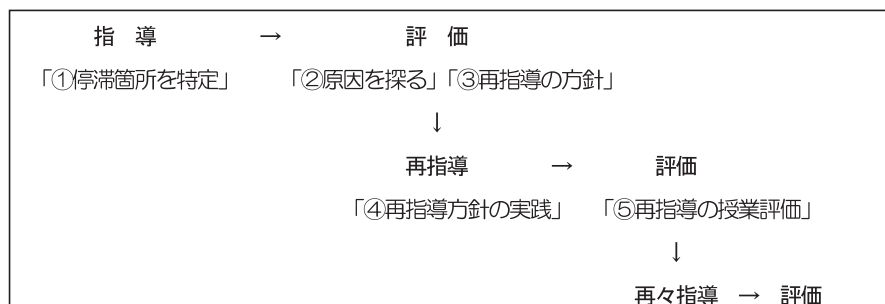 指　導　→　評　価
「①停滞箇所を特定」　「②原因を探る」「③再指導の方針」
↓
再指導　→　評価
「④再指導方針の実践」　「⑤再指導の授業評価」
↓
再々指導　→　評価